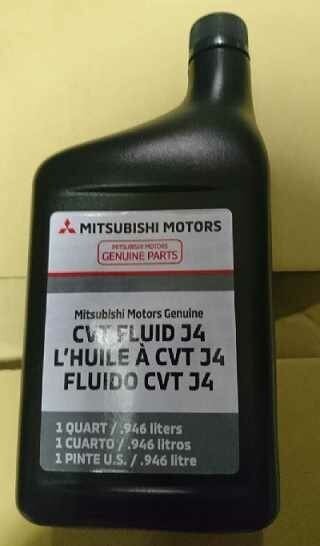 MITSUBISHI MOTORS
MITSUBISHI MOTORS
GENUINE PARTS
Mitsubishi Motors Genuine
CVT FLUID J4
L'HUILE À CVT J4
FLUIDO CVT J4
1 QUART / .946 liters
1 CUARTO / .946 litros
1 PINTE U.S. / .946 litre